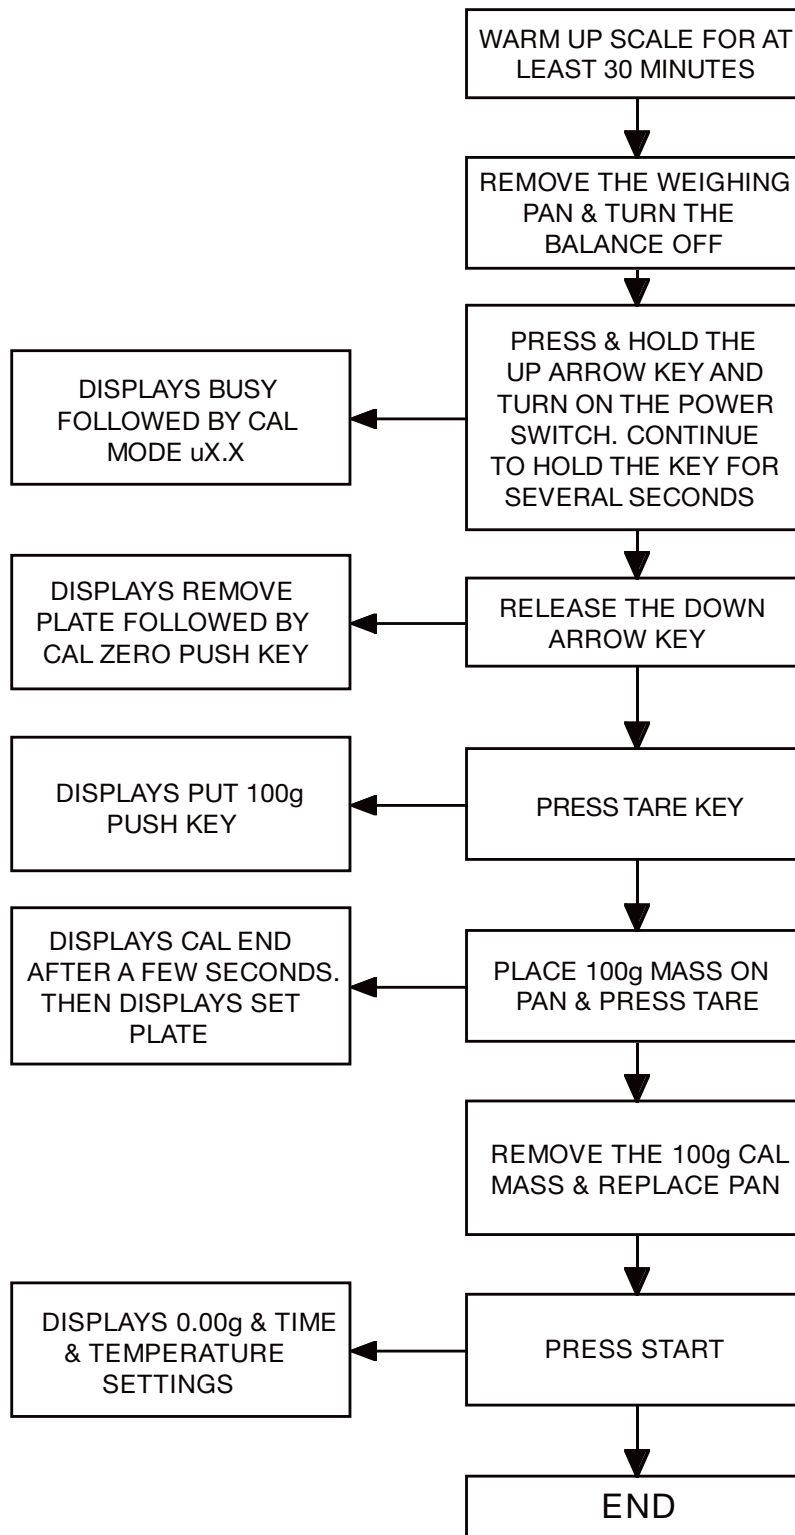 WARM UP SCALE FOR AT
LEAST 30 MINUTES
REMOVE THE WEIGHING
PAN & TURN THE
BALANCE OFF
PRESS & HOLD THE
UP ARROW KEY AND
TURN ON THE POWER
SWITCH. CONTINUE
TO HOLD THE KEY FOR
SEVERAL SECONDS
DISPLAYS BUSY
FOLLOWED BY CAL
MODE uX.X
RELEASE THE DOWN
ARROW KEY
DISPLAYS REMOVE
PLATE FOLLOWED BY
CAL ZERO PUSH KEY
PRESS TARE KEY
DISPLAYS PUT 100g
PUSH KEY
PLACE 100g MASS ON
PAN & PRESS TARE
DISPLAYS CAL END
AFTER A FEW SECONDS.
THEN DISPLAYS SET
PLATE
REMOVE THE 100g CAL
MASS & REPLACE PAN
PRESS START
DISPLAYS 0.00g & TIME
& TEMPERATURE
SETTINGS
END